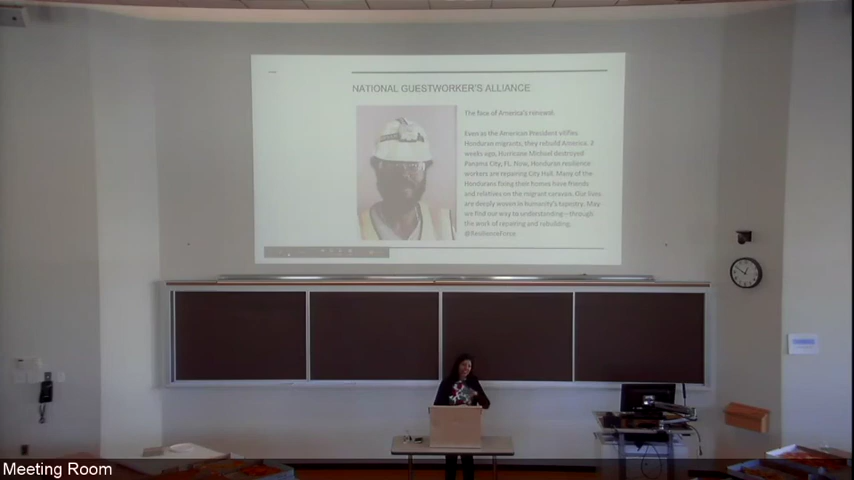 NATIONAL GUESTWORKER'S ALLIANCE
The face of America's renewal.
Even as the American President vilifies
Honduran migrants, they rebuild America. 2
weeks ago, Hurricane Michael destroyed
Panama City, FL. Now, Honduran resilience
workers are repairing City Hall. Many of the
Hondurans fixing their homes have friends
and relatives on the migrant caravan. Our lives
are deeply woven in humanity's tapestry. May
we find our way to understanding—through
the work of repairing and rebuilding.
@ResilienceForce
Meeting Room